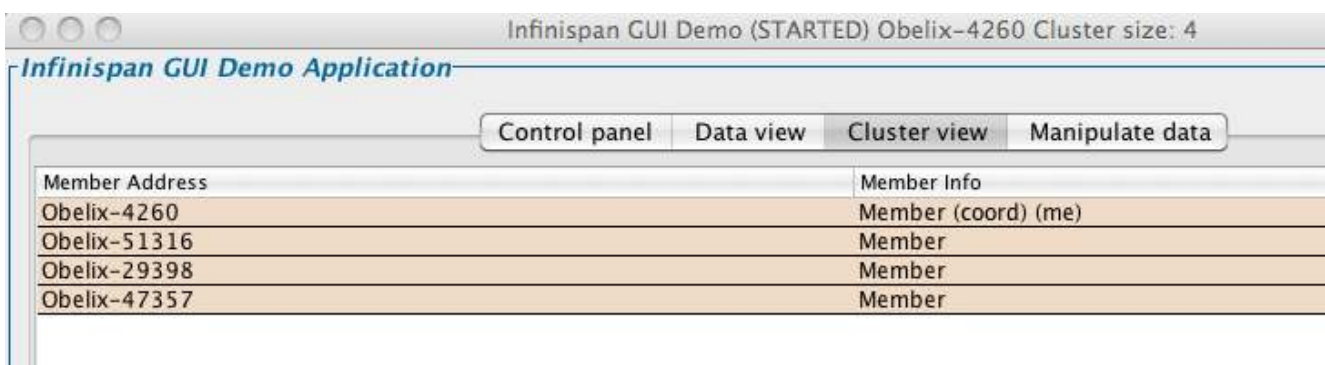 Infinispan GUI Demo (STARTED) Obelix-4260 Cluster size: 4
Infinispan GUI Demo Application
Control panel Data view Cluster view Manipulate data
Member Address Member Info
Obelix-4260 Member (coord) (me)
Obelix-51316 Member
Obelix-29398 Member
Obelix-47357 Member